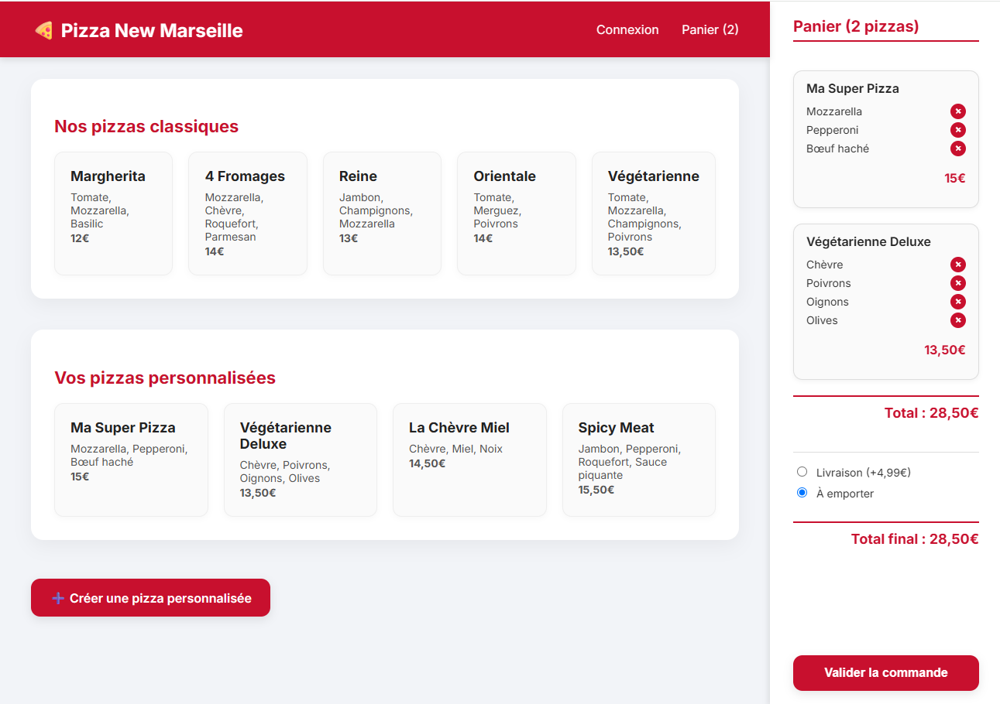 🍕 Pizza New Marseille
Connexion
Panier (2)
Nos pizzas classiques
Margherita
Tomate,
Mozzarella,
Basilic
12€
4 Fromages
Mozzarella,
Chèvre,
Roquefort,
Parmesan
14€
Reine
Jambon,
Champignons,
Mozzarella
13€
Orientale
Tomate,
Merguez,
Poivrons
14€
Végétarienne
Tomate,
Mozzarella,
Champignons,
Poivrons
13,50€
Vos pizzas personnalisées
Ma Super Pizza
Mozzarella, Pepperoni,
Bœuf haché
15€
Végétarienne
Deluxe
Chèvre, Poivrons,
Oignons, Olives
13,50€
La Chèvre Miel
Chèvre, Miel, Noix
14,50€
Spicy Meat
Jambon, Pepperoni,
Roquefort, Sauce
piquante
15,50€
➕ Créer une pizza personnalisée
Panier (2 pizzas)
Ma Super Pizza
Mozzarella
Pepperoni
Bœuf haché
15€
Végétarienne Deluxe
Chèvre
Poivrons
Oignons
Olives
13,50€
Total : 28,50€
Livraison (+4,99€)
À emporter
Total final : 28,50€
Valider la commande